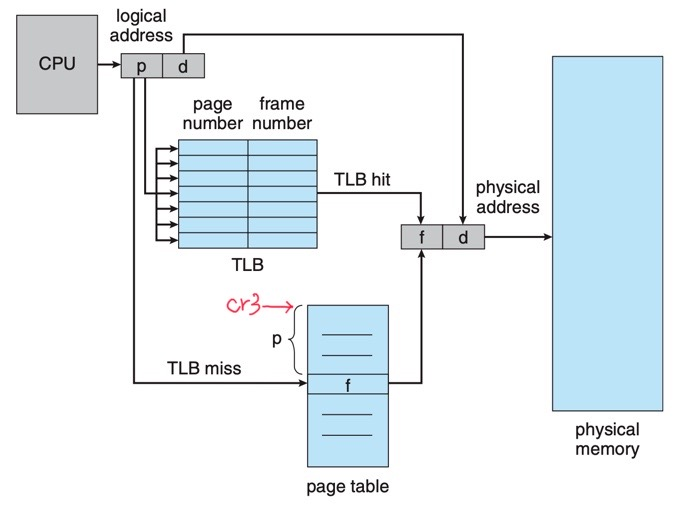 logical
address
CPU
p
d
page
number
frame
number
TLB hit
physical
address
f
d
TLB
cr3
p
TLB miss
f
page table
physical
memory